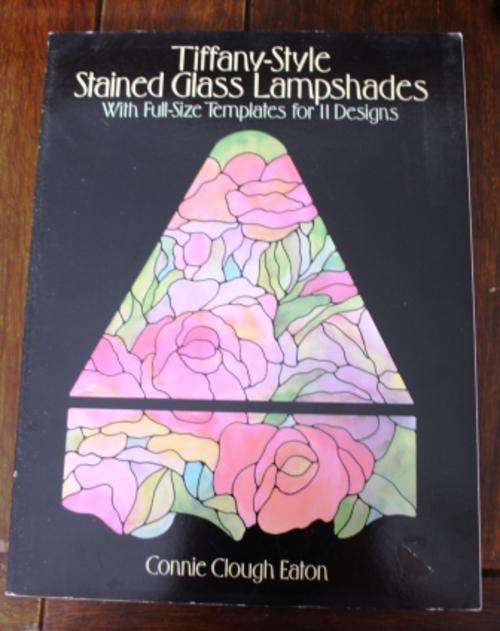 Tiffany-Style
Stained Glass Lampshades
With Full-Size Templates for 11 Designs
Connie Clough Eaton